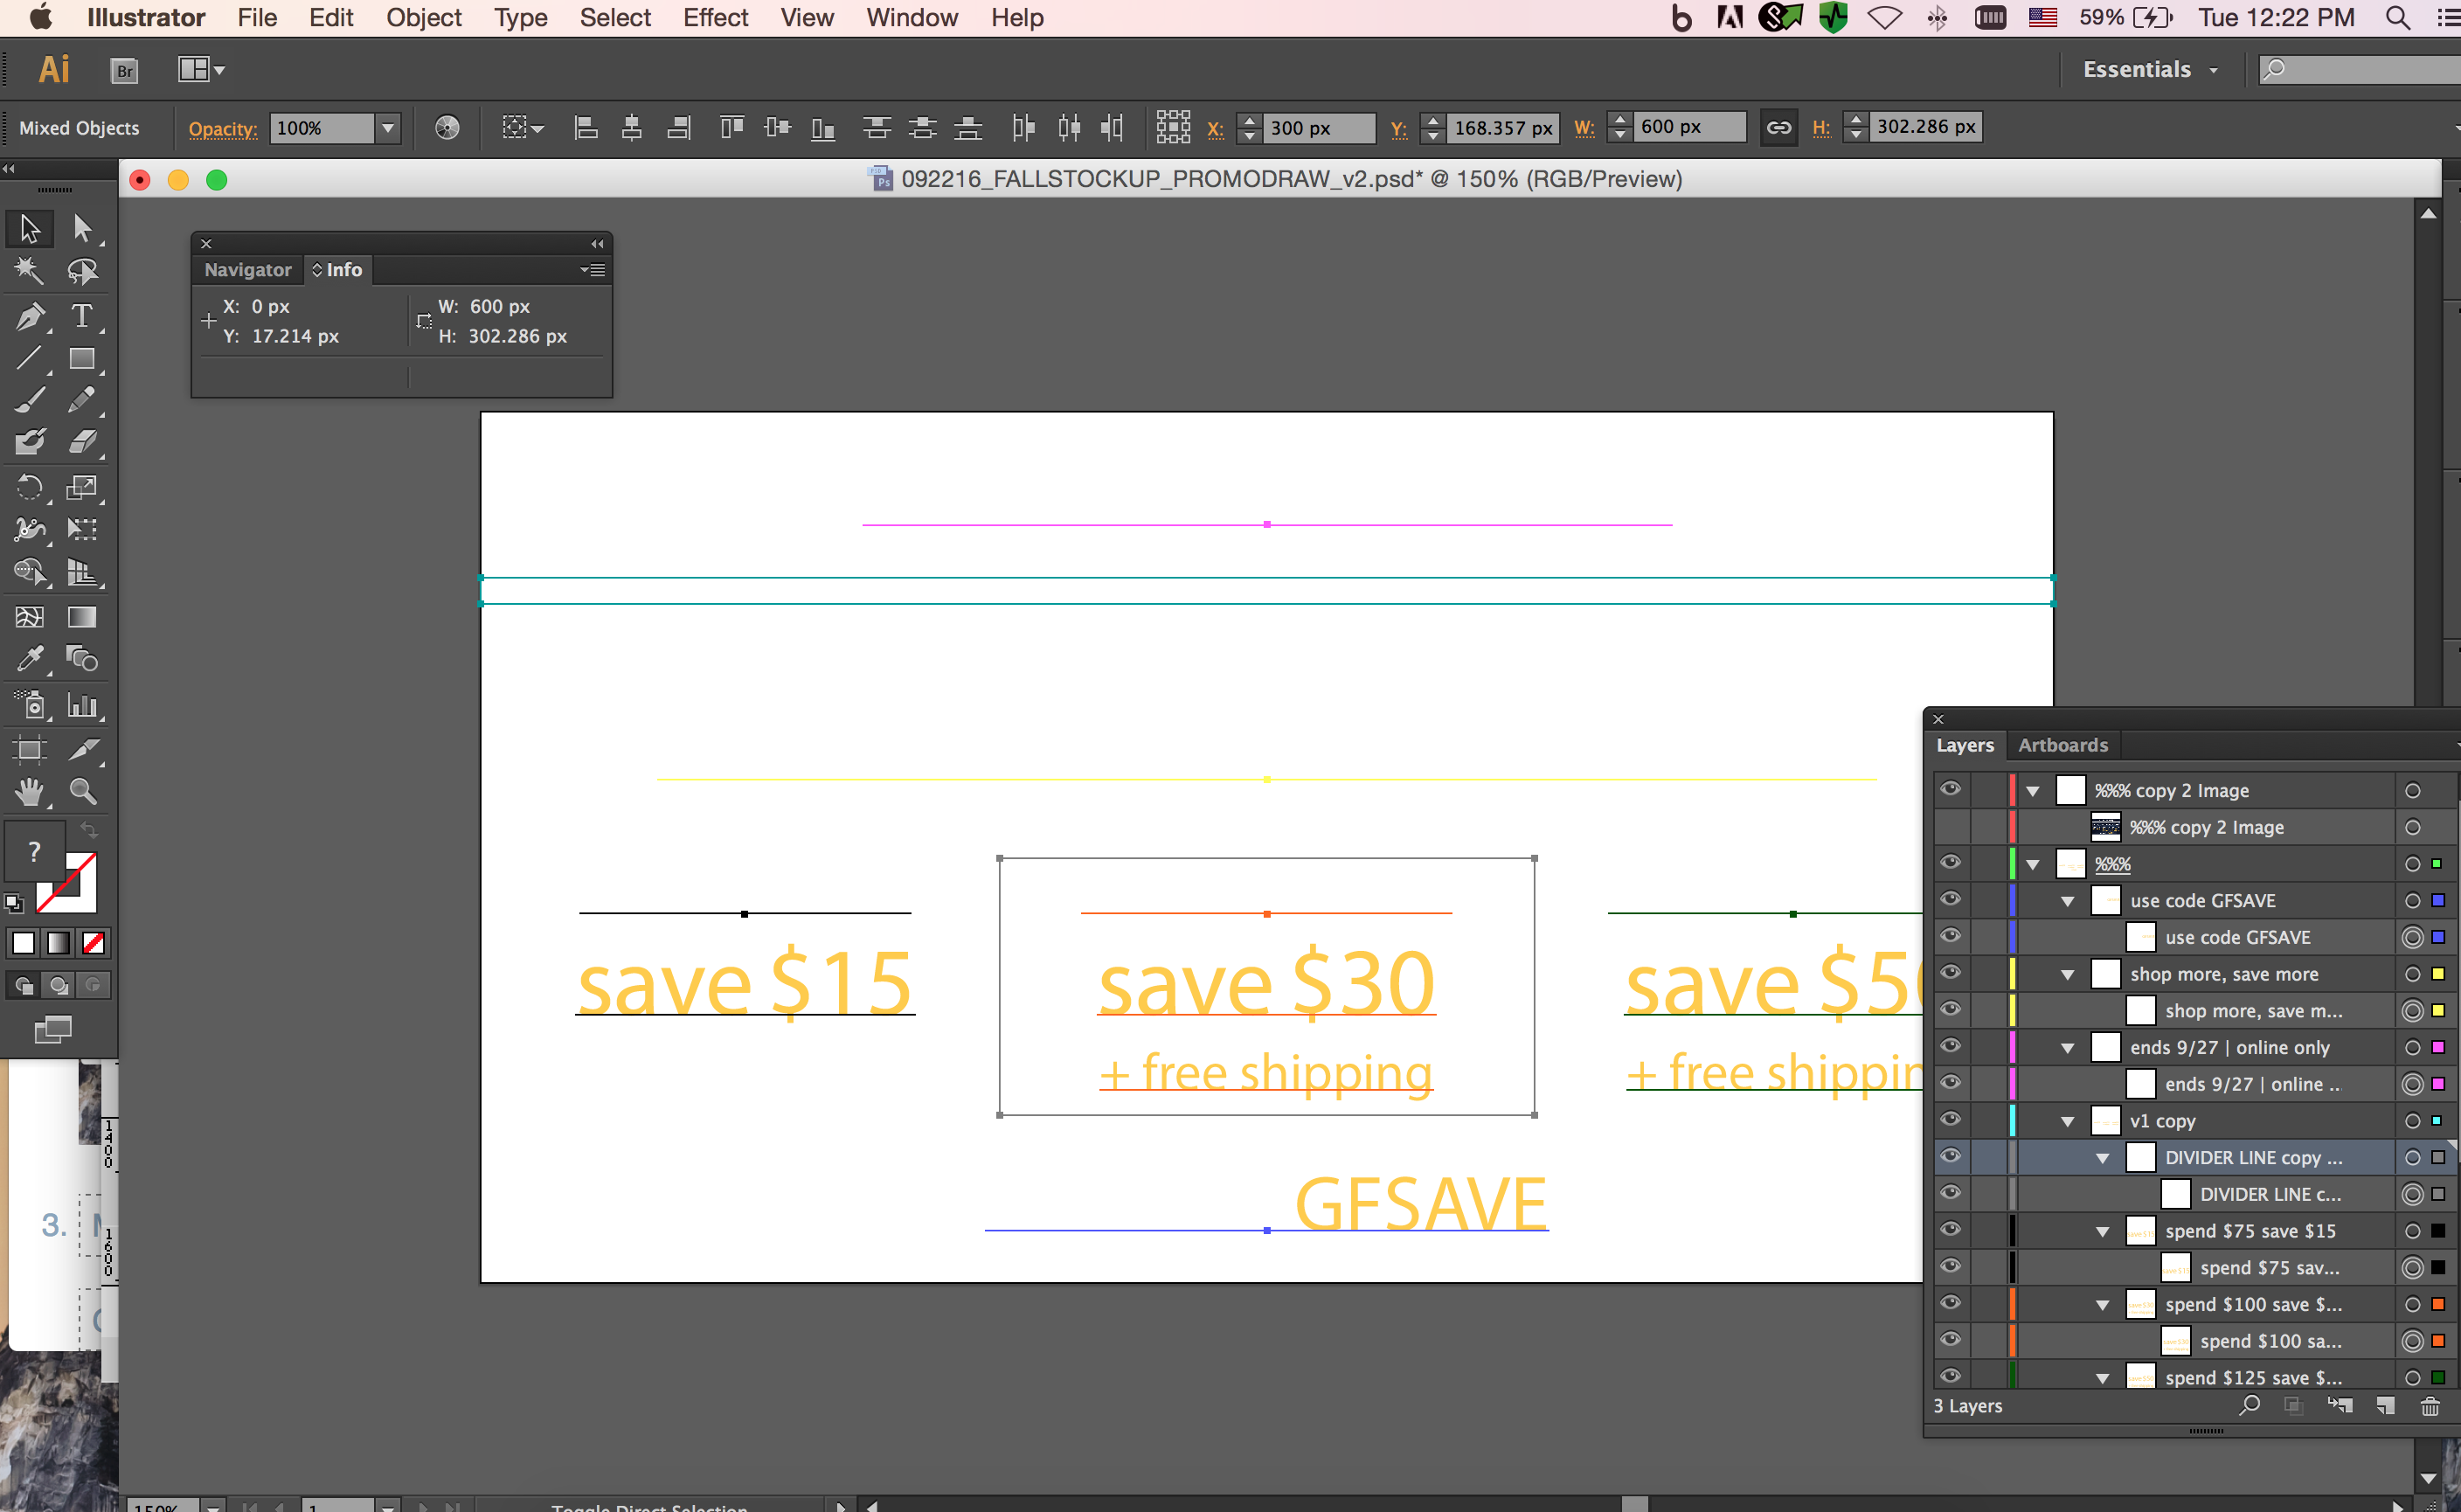 Illustrator File Edit Object Type Select Effect View Window Help 59% Tue 12:22 PM
Ai Br Essentials
Mixed Objects Opacity: 100% X: 300 px Y: 168.357 px W: 600 px H: 302.286 px
092216_FALLSTOCKUP_PROMODRAW_v2.psd* @ 150% (RGB/Preview)
Navigator Info
X: 0 px W: 600 px
Y: 17.214 px H: 302.286 px
save $15 save $30
+ free shipping
save $5
+ free shippin
GFSAVE
?
1400
1600
3.
Layers Artboards
%%% copy 2 Image
%%% copy 2 Image
%%%
use code GFSAVE
use code GFSAVE
shop more, save more
shop more, save m...
ends 9/27 | online only
ends 9/27 | online ..
v1 copy
DIVIDER LINE copy ...
DIVIDER LINE c...
spend $75 save $15
spend $75 sav...
spend $100 save $...
spend $100 sa...
spend $125 save $...
3 Layers
150% 1 Toggle Direct Selection